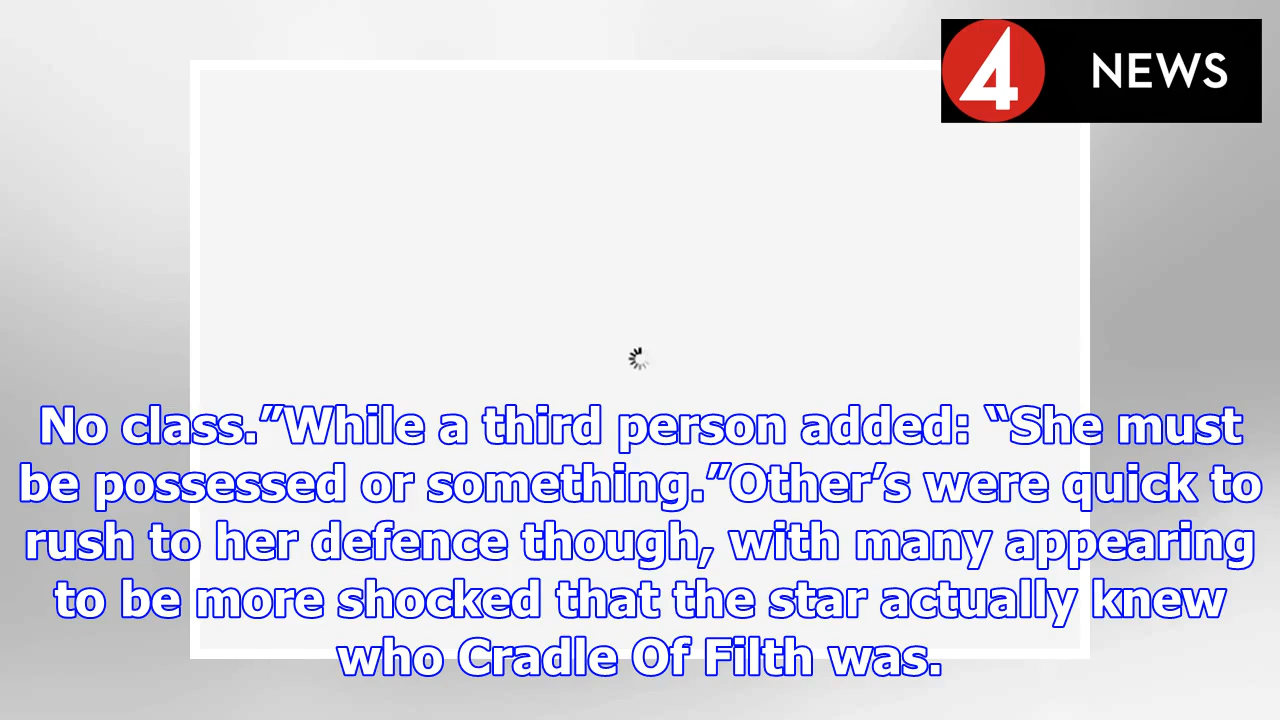 4 NEWS
No class.”While a third person added: “She must
be possessed or something.”Other’s were quick to
rush to her defence though, with many appearing
to be more shocked that the star actually knew
who Cradle Of Filth was.